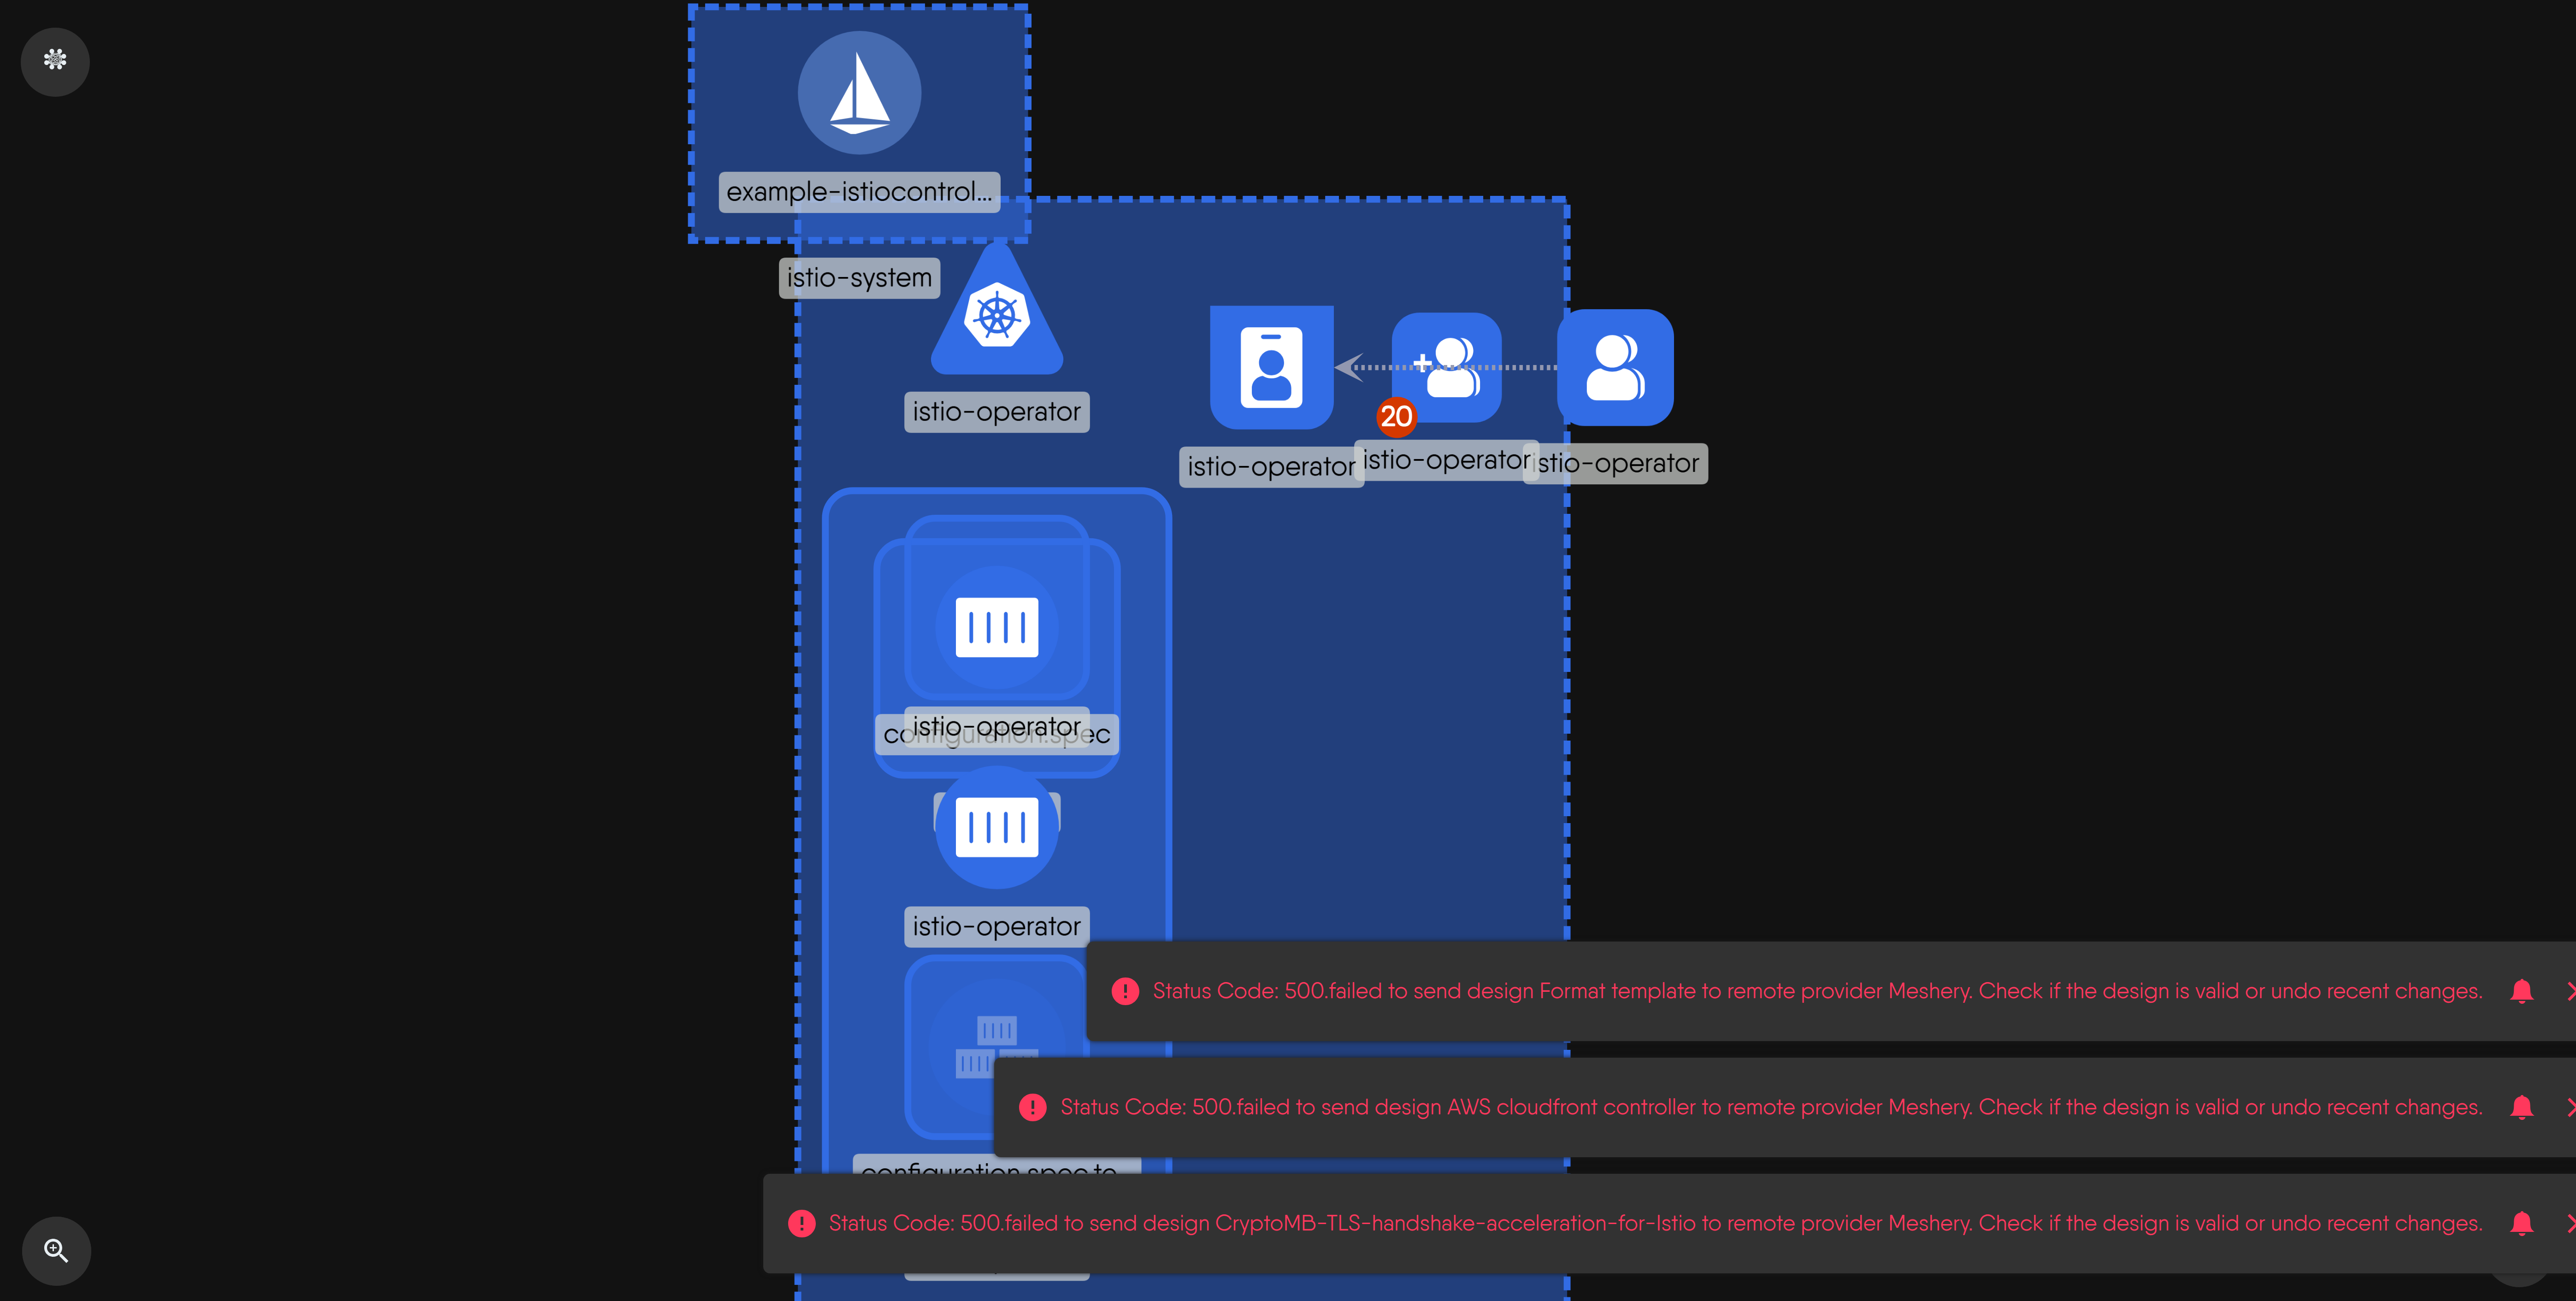 example-istiocontrol...
istio-system
istio-operator
20
istio-operator
istio-operator
istio-operator
istio-operator
configuration.spec
istio-operator
Status Code: 500.failed to send design Format template to remote provider Meshery. Check if the design is valid or undo recent changes.
Status Code: 500.failed to send design AWS cloudfront controller to remote provider Meshery. Check if the design is valid or undo recent changes.
configuration.spec.te...
Status Code: 500.failed to send design CryptoMB-TLS-handshake-acceleration-for-Istio to remote provider Meshery. Check if the design is valid or undo recent changes.